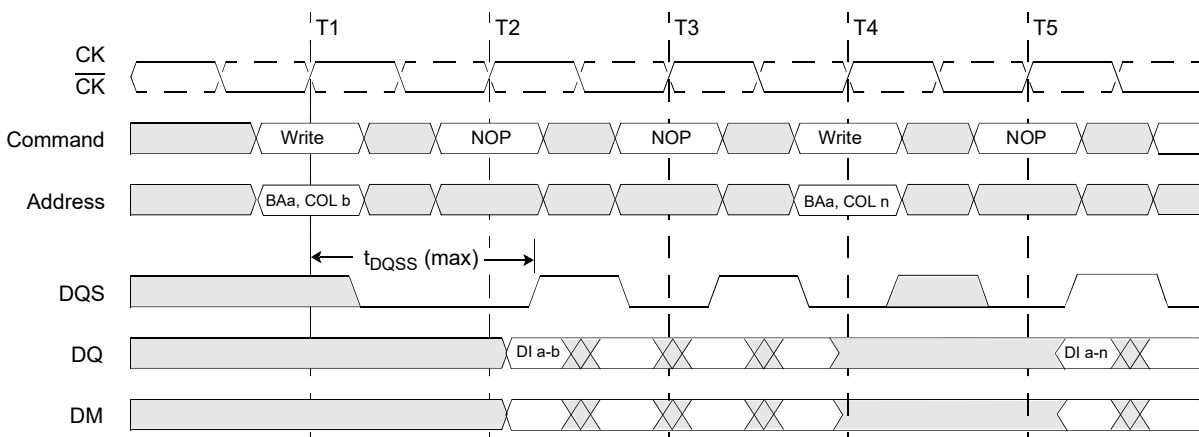 T1 T2 T3 T4 T5
CK
CK
Command Write NOP NOP Write NOP
Address BAa, COL b BAa, COL n
tDQSS (max)
DQS
DQ DI a-b DI a-n
DM